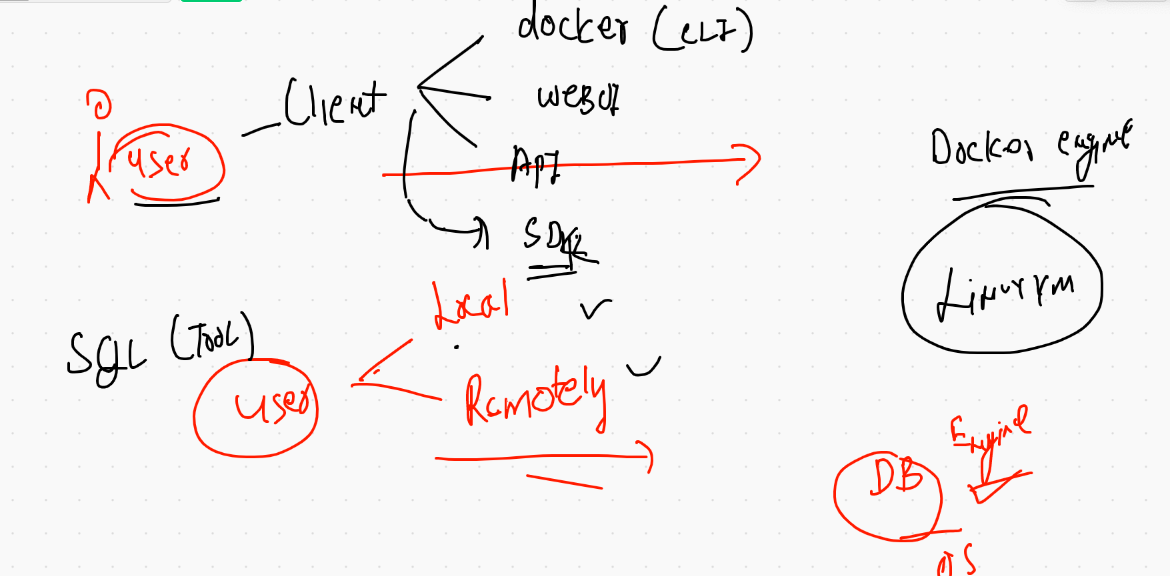 docker (CLI)
Client
WEBUI
user
API
Docker engine
SDK
Linux VM
Local
SQL (TOOL)
user
Remotely
Engine
DB
OS